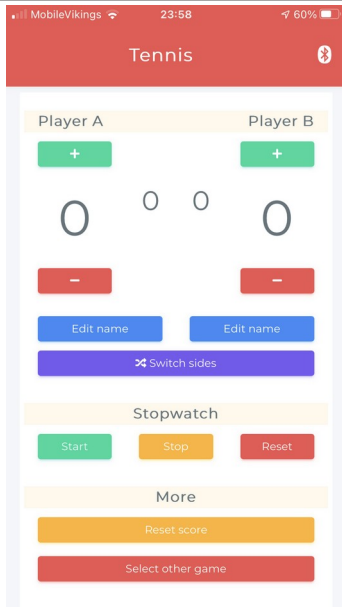 MobileVikings 23:58 60%
Tennis
Player A Player B
+ +
0 0 0 0
− −
Edit name Edit name
Switch sides
Stopwatch
Start Stop Reset
More
Reset score
Select other game